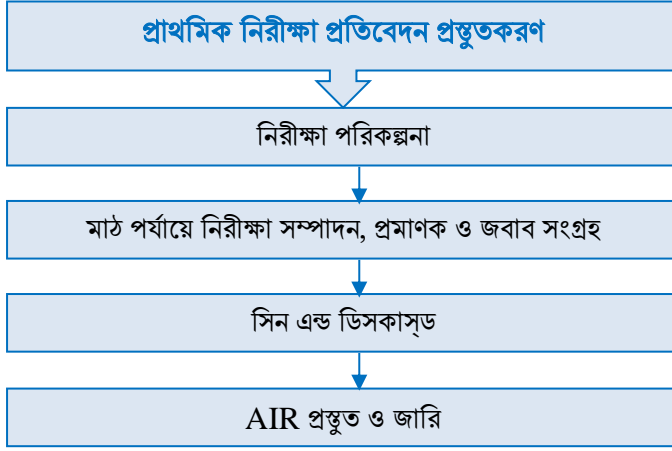 প্রাথমিক নিরীক্ষা প্রতিবেদন প্রস্তুতকরণ
নিরীক্ষা পরিকল্পনা
মাঠ পর্যায়ে নিরীক্ষা সম্পাদন, প্রমাণক ও জবাব সংগ্রহ
সিন এন্ড ডিসকাস্‌ড
AIR প্রস্তুত ও জারি